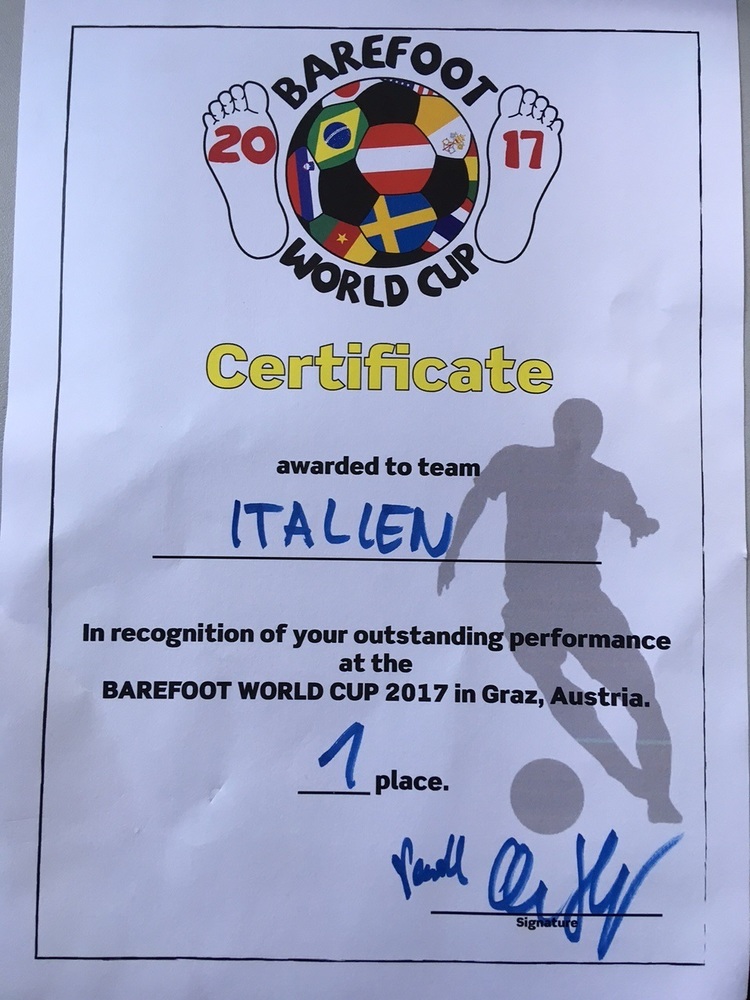 BAREFOOT
20 17
WORLD CUP
Certificate
awarded to team
ITALIEN
In recognition of your outstanding performance
at the
BAREFOOT WORLD CUP 2017 in Graz, Austria.
1 place.
Signature